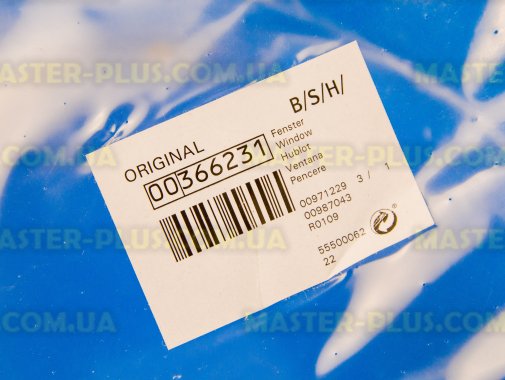 MASTER-PLUS.COM.UA
B/S/H/
ORIGINAL
00366231
Fenster
Window
Hublot
Ventana
Pencere
00971229 3 / 1
00987043
R0109
55500062
22